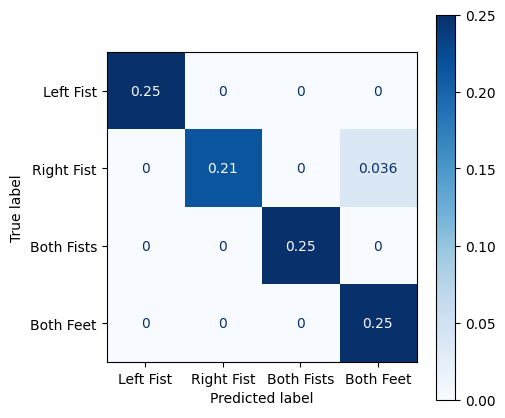 0.25
Left Fist 0.25 0 0 0
0.20
Right Fist 0 0.21 0 0.036
0.15
True label
0.10
Both Fists 0 0 0.25 0
0.05
Both Feet 0 0 0 0.25
0.00
Left Fist Right Fist Both Fists Both Feet
Predicted label